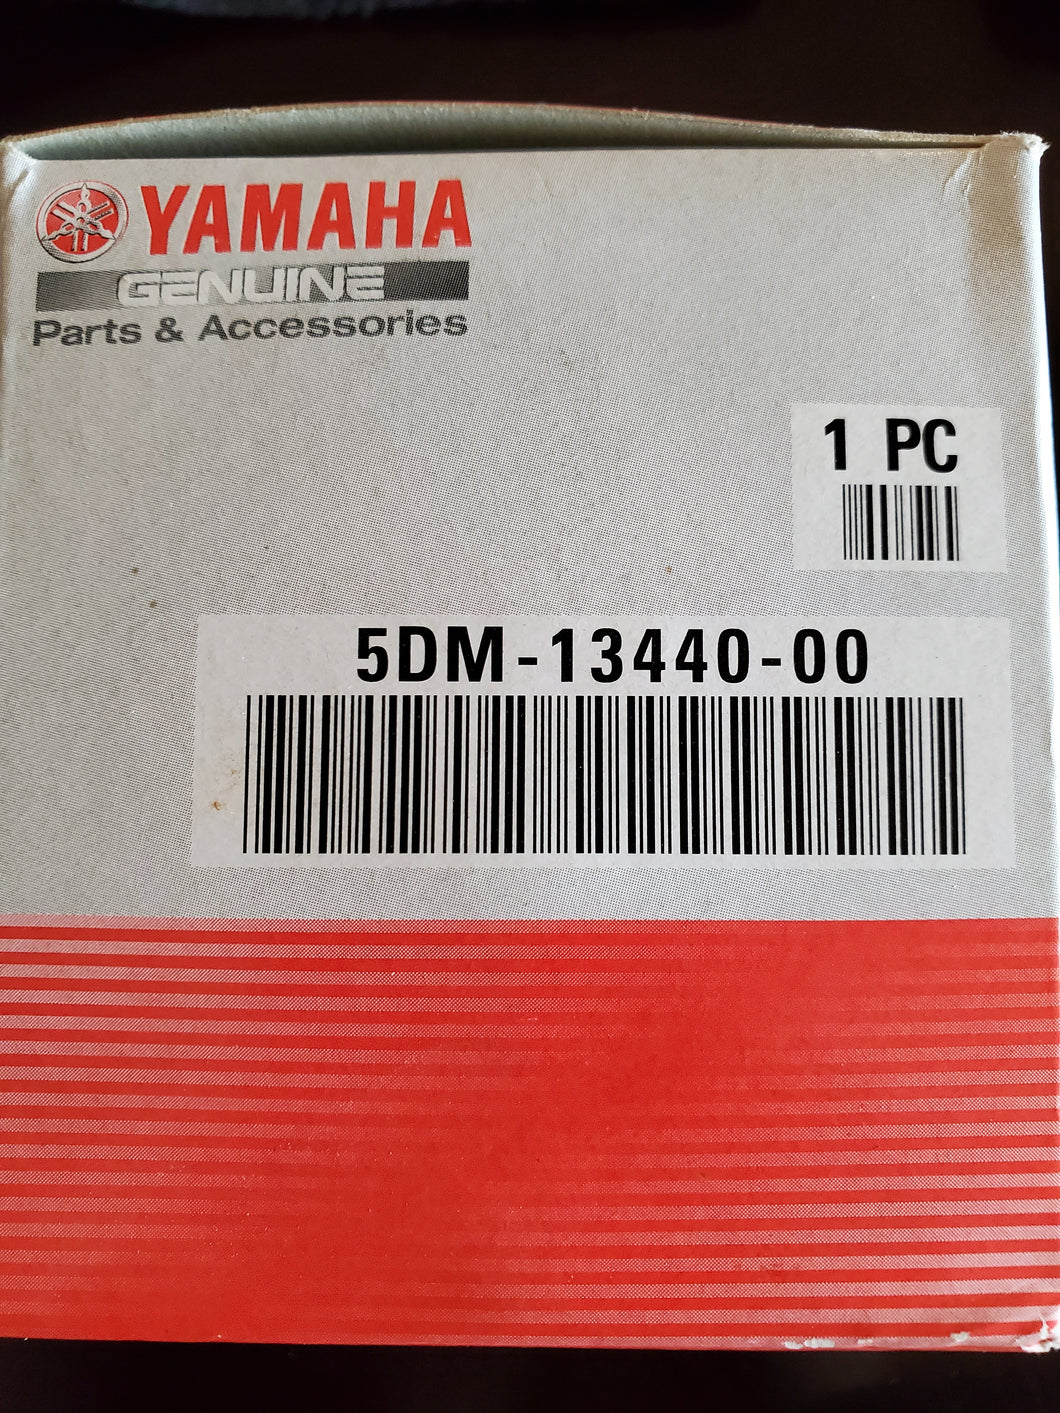 YAMAHA
GENUINE
Parts & Accessories
1 PC
5DM-13440-00